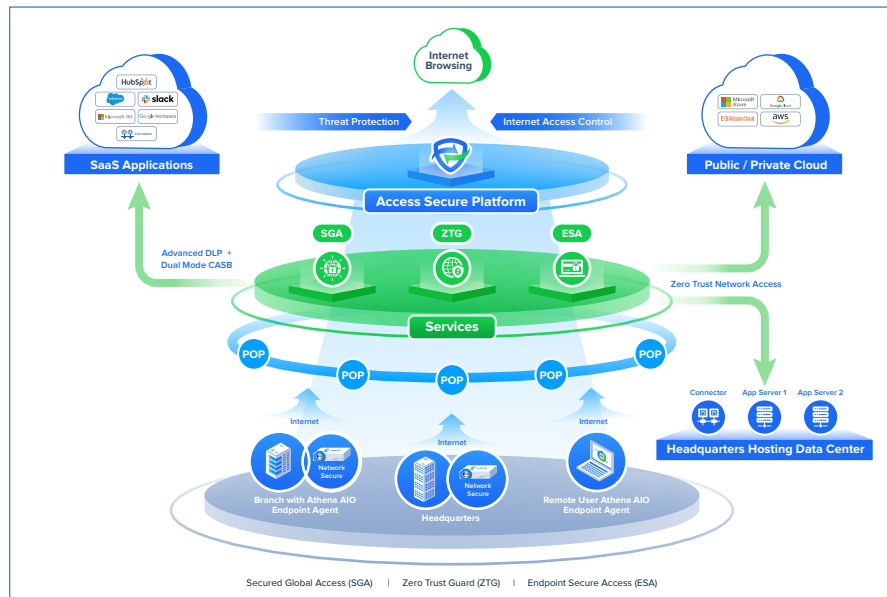 Internet
Browsing
HubSpot
salesforce
slack
Microsoft 365
Google Workspace
Connector
SaaS Applications
Threat Protection
Internet Access Control
Microsoft
Azure
Google Cloud
Alibaba Cloud
aws
Public / Private Cloud
Access Secure Platform
SGA
ZTG
ESA
Advanced DLP +
Dual Mode CASB
Zero Trust Network Access
Services
POP
POP
POP
POP
POP
Connector
App Server 1
App Server 2
Headquarters Hosting Data Center
Internet
Internet
Internet
Network
Secure
Branch with Athena AIO
Endpoint Agent
Network
Secure
Headquarters
Remote User Athena AIO
Endpoint Agent
Secured Global Access (SGA) | Zero Trust Guard (ZTG) | Endpoint Secure Access (ESA)